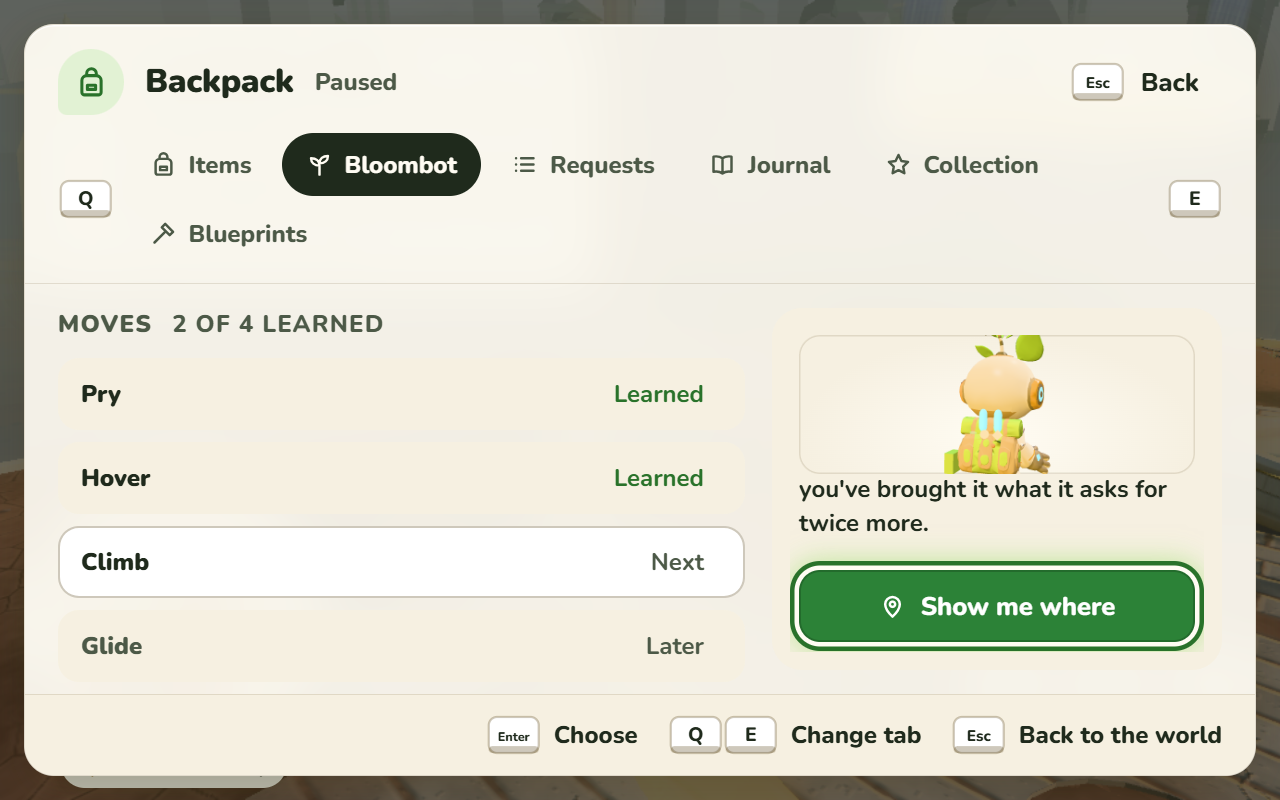 Backpack Paused
Esc Back
Items Bloombot Requests Journal Collection
Q E
Blueprints
MOVES 2 OF 4 LEARNED
Pry Learned
Hover Learned
Climb Next
Glide Later
you've brought it what it asks for
twice more.
Show me where
Enter Choose Q E Change tab Esc Back to the world